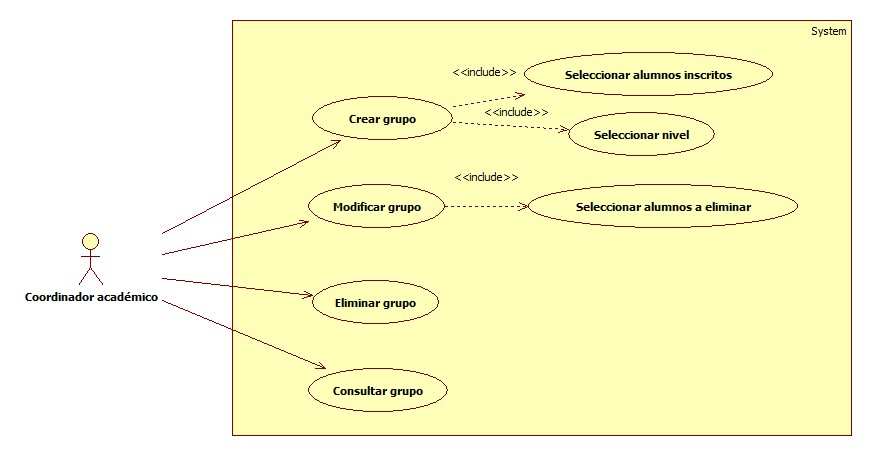 System
<<include>>
Seleccionar alumnos inscritos
Crear grupo
<<include>>
Seleccionar nivel
<<include>>
Modificar grupo
Seleccionar alumnos a eliminar
Coordinador académico
Eliminar grupo
Consultar grupo